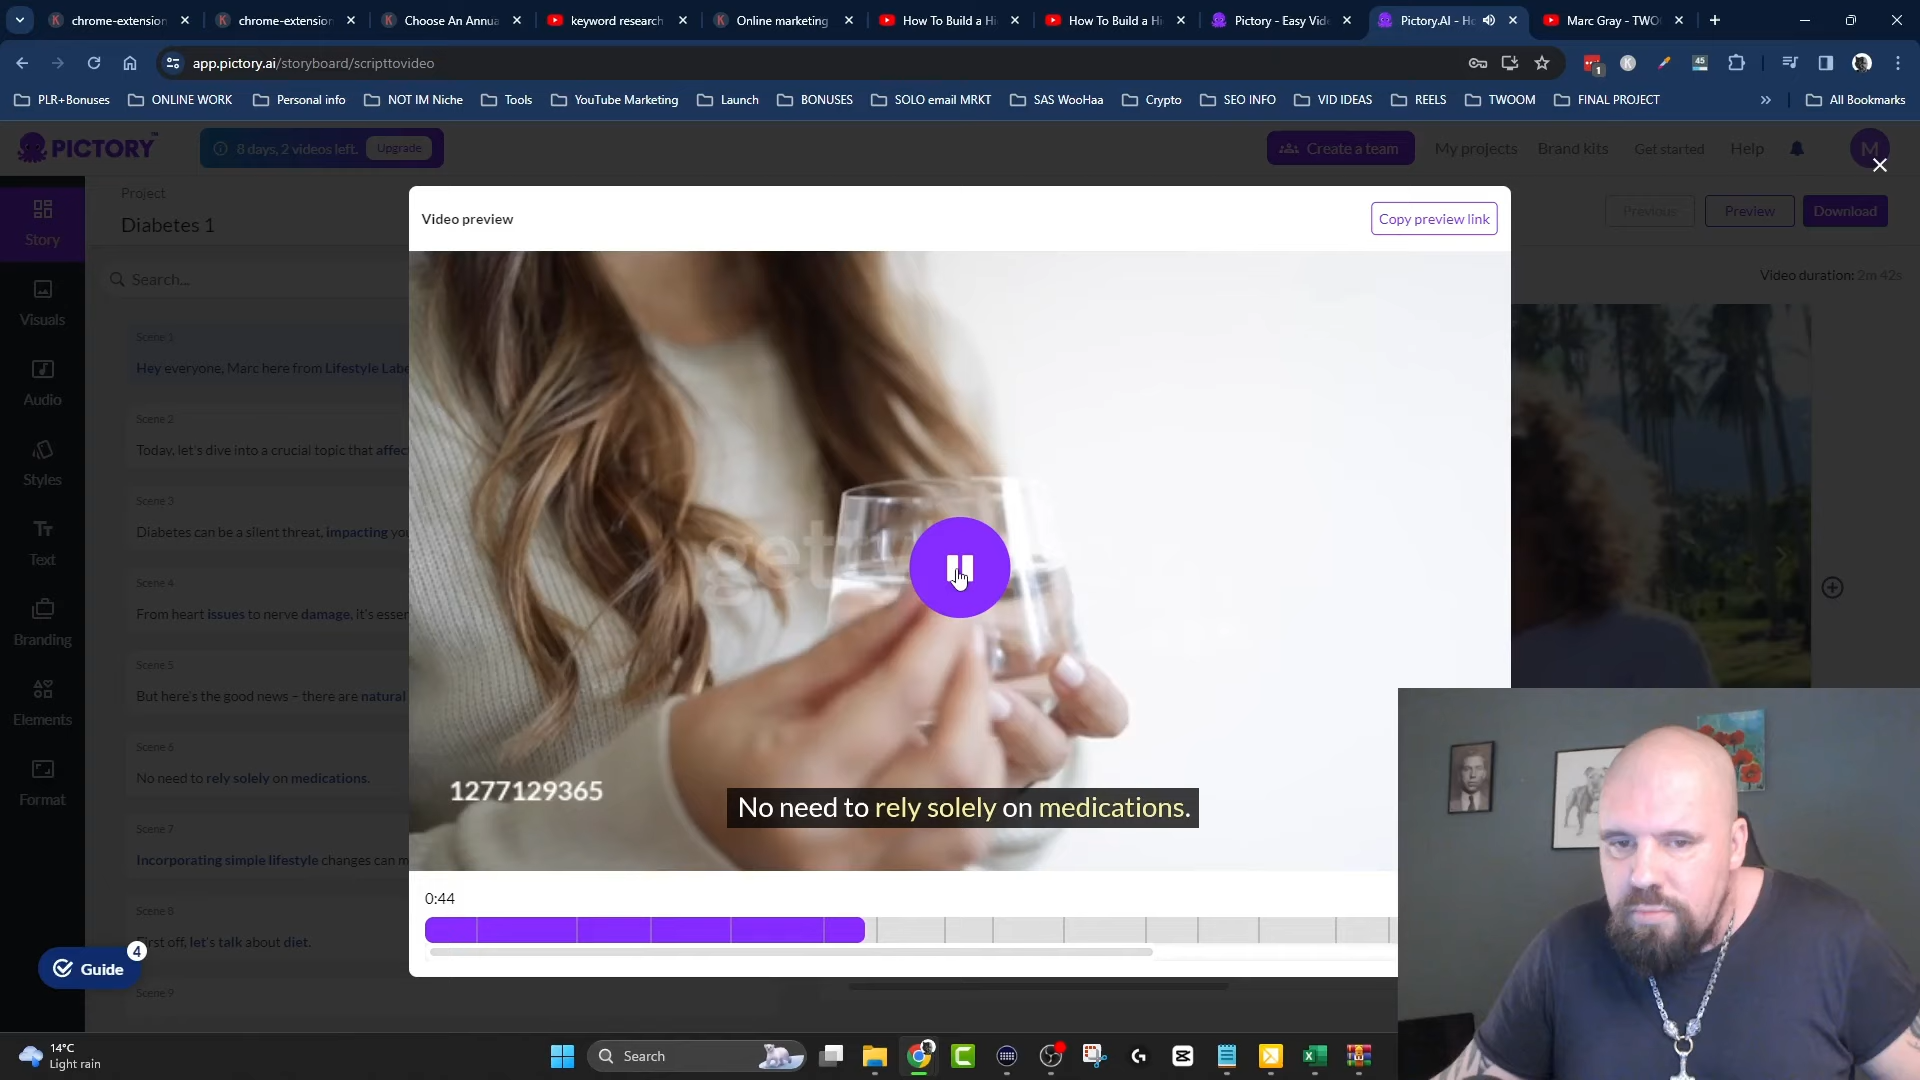 chrome-extension
chrome-extension
Choose An Annua
keyword research
Online marketing
How To Build a Hi
How To Build a Hi
Pictory - Easy Vid
Pictory.AI - Ho
Marc Gray - TWO
app.pictory.ai/storyboard/scripttovideo
1
45
PLR+Bonuses
ONLINE WORK
Personal info
NOT IM Niche
Tools
YouTube Marketing
Launch
BONUSES
SOLO email MRKT
SAS WooHaa
Crypto
SEO INFO
VID IDEAS
REELS
TWOOM
FINAL PROJECT
All Bookmarks
PICTORY
8 days, 2 videos left.
Upgrade
Create a team
My projects
Brand kits
Get started
Help
M
Project
Diabetes 1
Previous
Preview
Download
Video duration: 2m 42s
Story
Visuals
Audio
Styles
Text
Branding
Elements
Format
Guide
4
Search...
Scene 1
Hey everyone, Marc here from Lifestyle Labe
Scene 2
Today, let's dive into a crucial topic that affec
Scene 3
Diabetes can be a silent threat, impacting you
Scene 4
From heart issues to nerve damage, it's essen
Scene 5
But here's the good news – there are natural
Scene 6
No need to rely solely on medications.
Scene 7
Incorporating simple lifestyle changes can m
Scene 8
First off, let's talk about diet.
Scene 9
Video preview
Copy preview link
1277129365
No need to rely solely on medications.
0:44
14°C
Light rain
Search